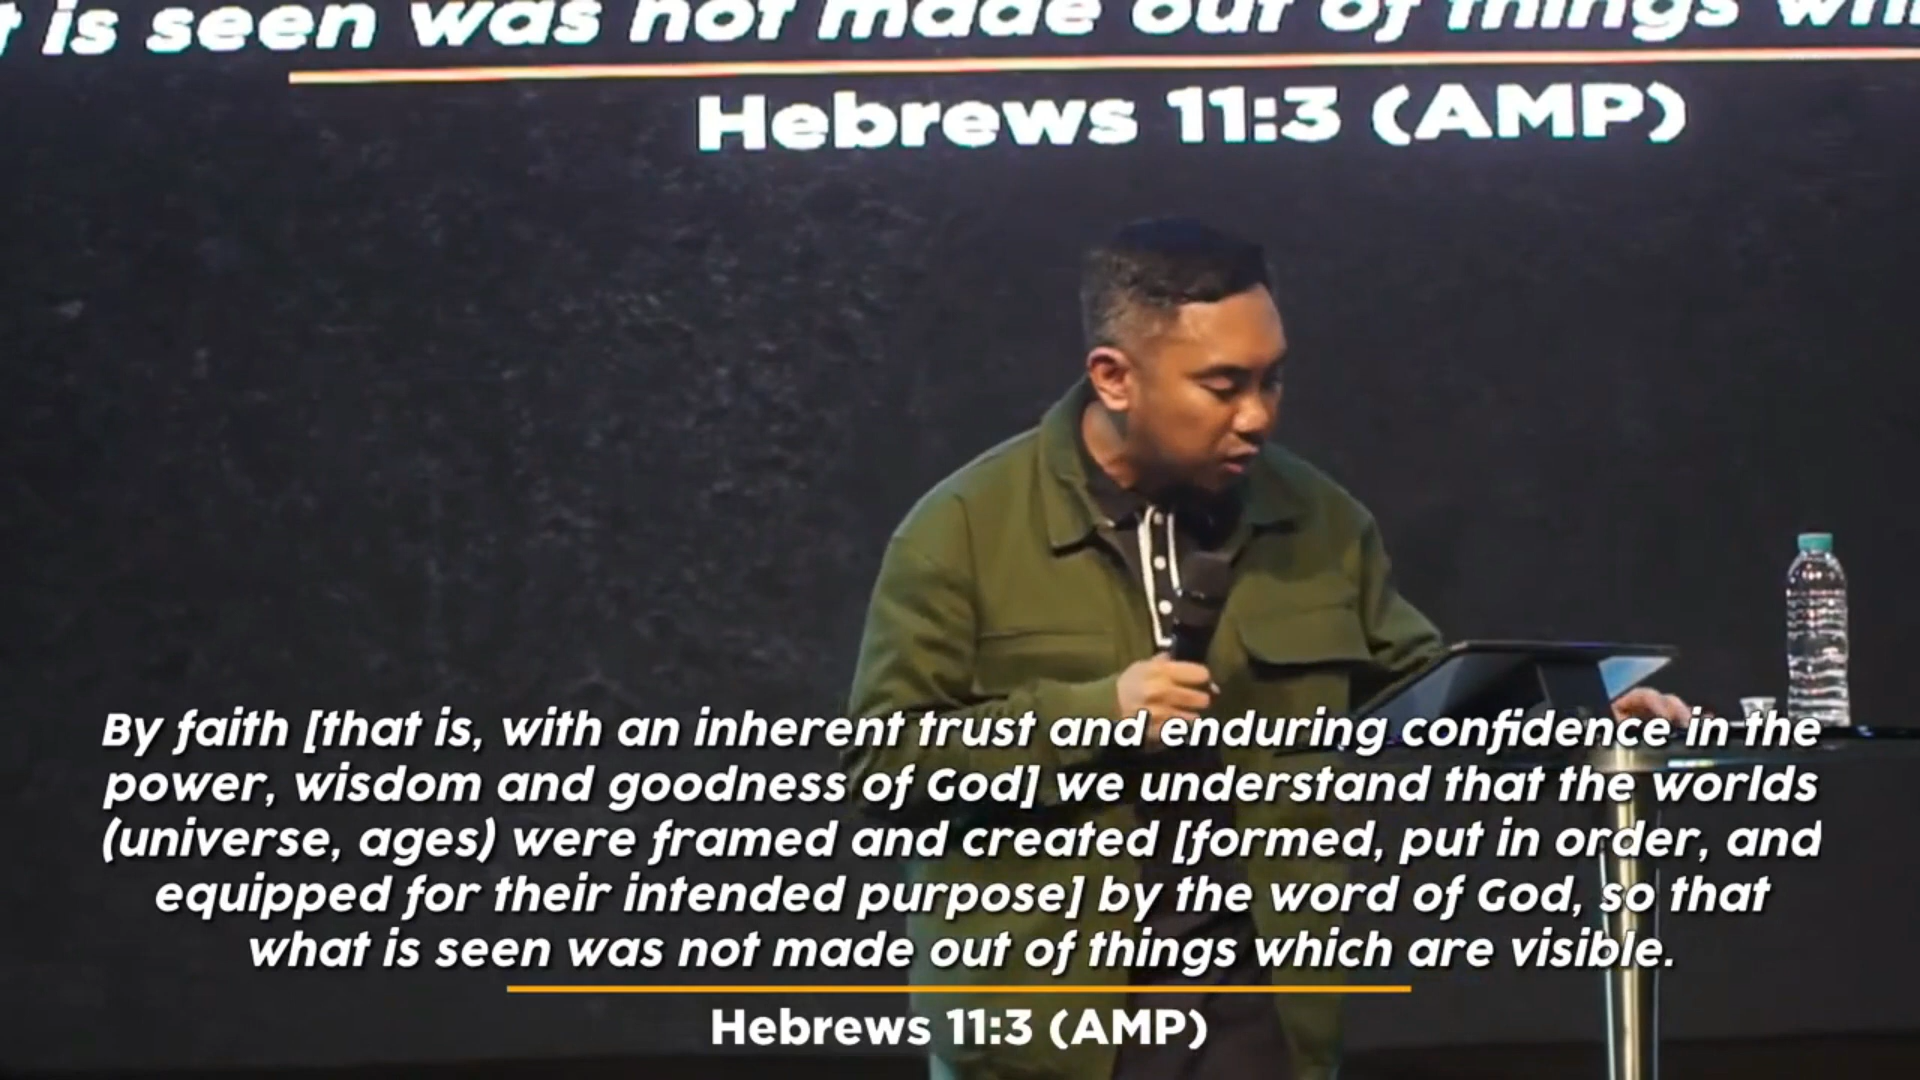 is seen was not made out of things
Hebrews 11:3 (AMP)
By faith [that is, with an inherent trust and enduring confidence in the
power, wisdom and goodness of God] we understand that the worlds
(universe, ages) were framed and created [formed, put in order, and
equipped for their intended purpose] by the word of God, so that
what is seen was not made out of things which are visible.
Hebrews 11:3 (AMP)